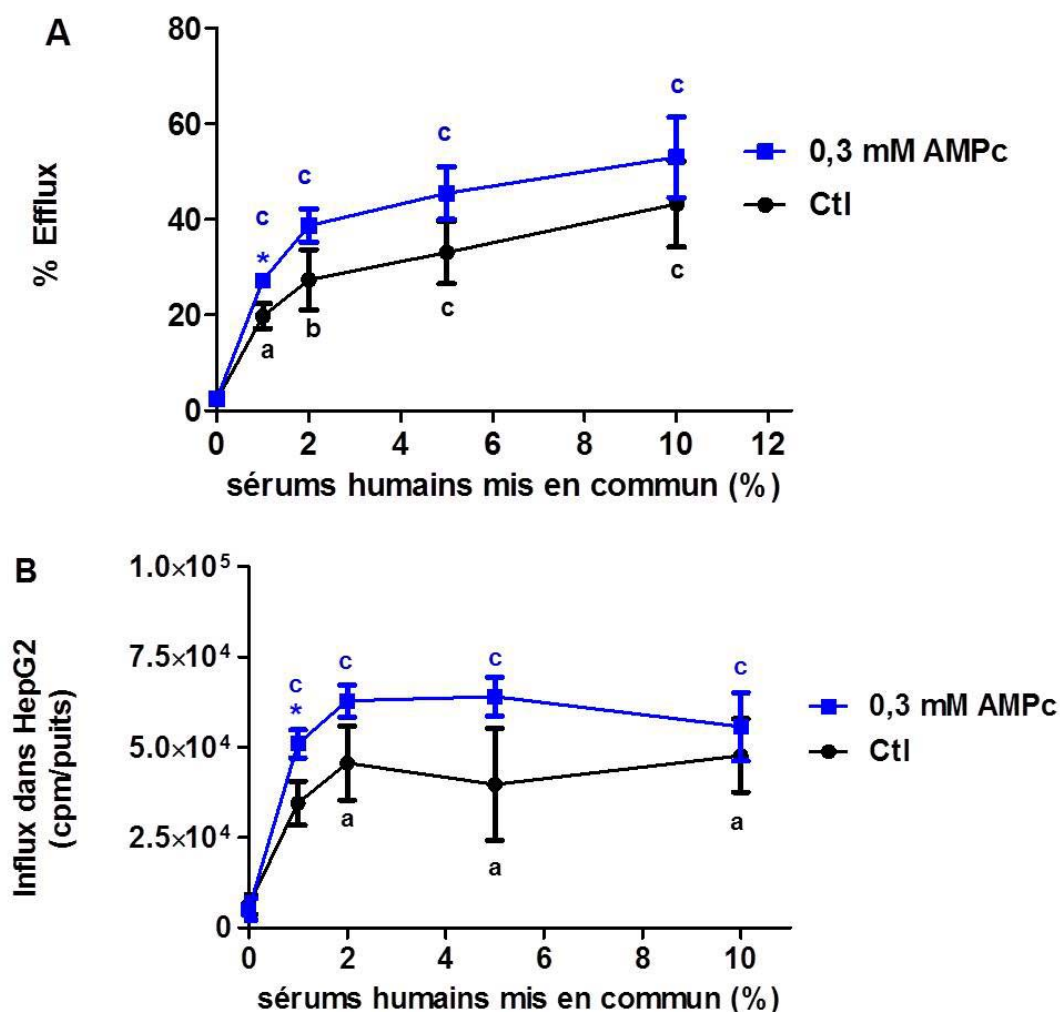 A
80
60
40
20
0
% Efflux
c
c
c
c
*
a
b
c
c
0,3 mM AMPc
Ctl
0 2 4 6 8 10 12
sérums humains mis en commun (%)
B
1.0×10⁵
7.5×10⁴
5.0×10⁴
2.5×10⁴
0
Influx dans HepG2
(cpm/puits)
c
*
c
c
c
a
a
a
0,3 mM AMPc
Ctl
0 2 4 6 8 10
sérums humains mis en commun (%)